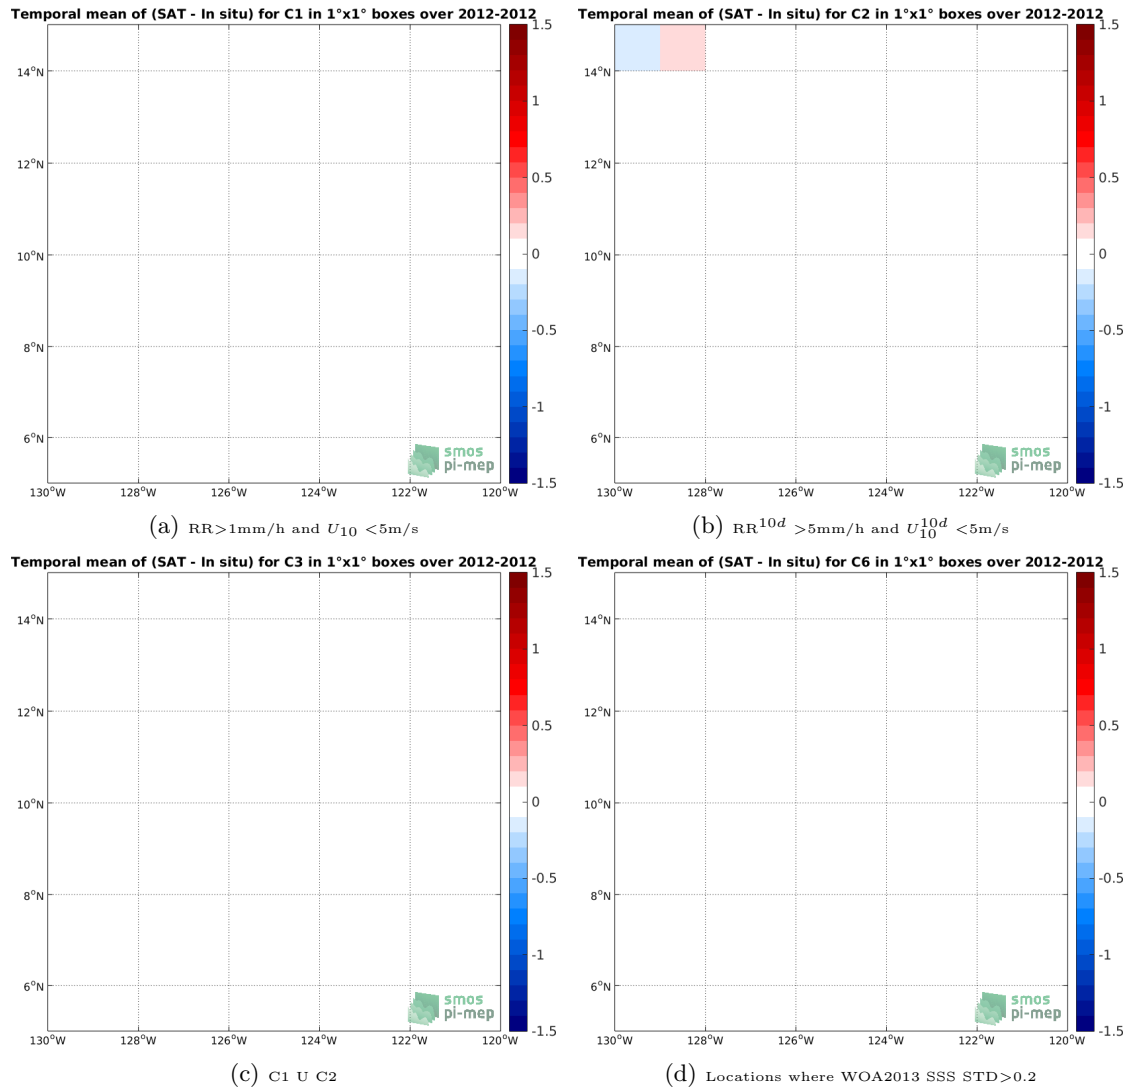 Temporal mean of (SAT - In situ) for C1 in 1°x1° boxes over 2012-2012
1.5
1
0.5
0
-0.5
-1
-1.5
14°N
12°N
10°N
8°N
6°N
130°W 128°W 126°W 124°W 122°W 120°W
smos
pi-mep
(a) RR>1mm/h and U10 <5m/s
Temporal mean of (SAT - In situ) for C2 in 1°x1° boxes over 2012-2012
1.5
1
0.5
0
-0.5
-1
-1.5
14°N
12°N
10°N
8°N
6°N
130°W 128°W 126°W 124°W 122°W 120°W
smos
pi-mep
(b) RR^10d >5mm/h and U10^10d <5m/s
Temporal mean of (SAT - In situ) for C3 in 1°x1° boxes over 2012-2012
1.5
1
0.5
0
-0.5
-1
-1.5
14°N
12°N
10°N
8°N
6°N
130°W 128°W 126°W 124°W 122°W 120°W
smos
pi-mep
(c) C1 U C2
Temporal mean of (SAT - In situ) for C6 in 1°x1° boxes over 2012-2012
1.5
1
0.5
0
-0.5
-1
-1.5
14°N
12°N
10°N
8°N
6°N
130°W 128°W 126°W 124°W 122°W 120°W
smos
pi-mep
(d) Locations where WOA2013 SSS STD>0.2